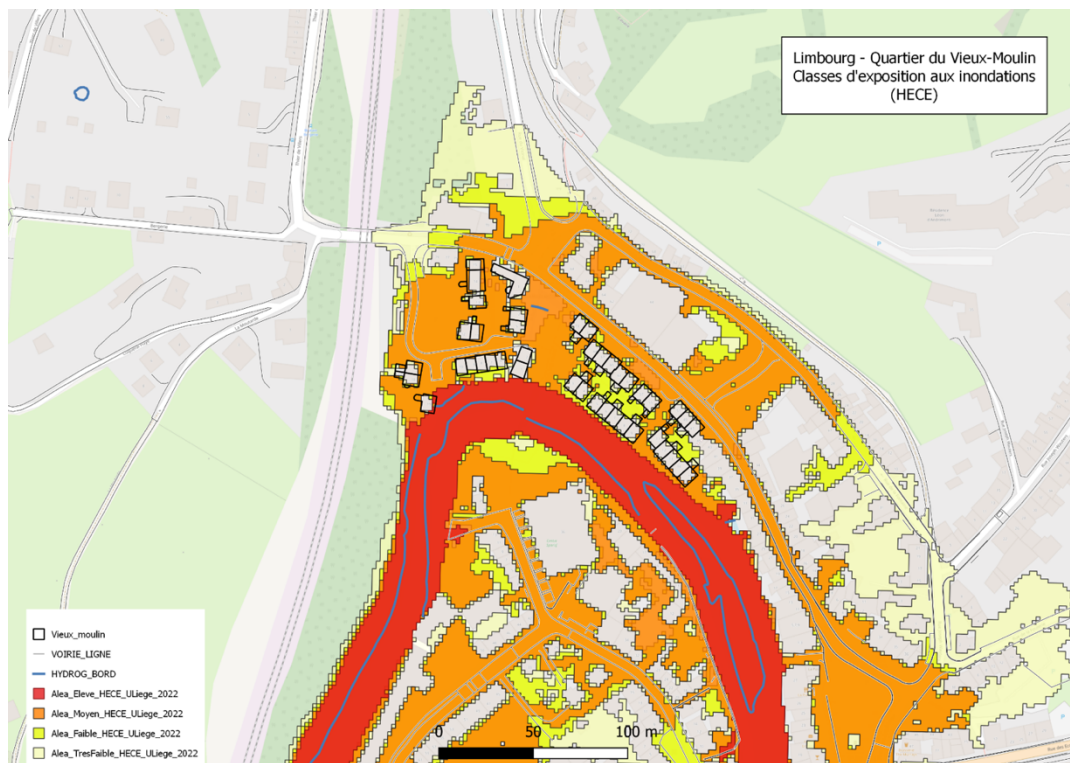 Limbourg - Quartier du Vieux-Moulin
Classes d'exposition aux inondations
(HECE)
Vieux_moulin
VOIRIE_LIGNE
HYDROG_BORD
Alea_Eleve_HECE_ULiege_2022
Alea_Moyen_HECE_ULiege_2022
Alea_Faible_HECE_ULiege_2022
Alea_TresFaible_HECE_ULiege_2022
0 50 100 m